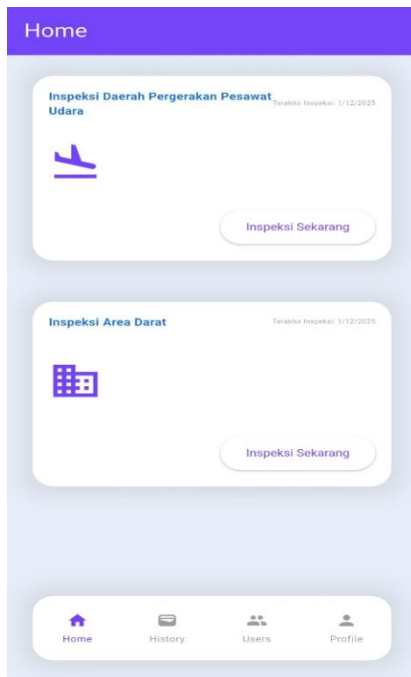 Home
Inspeksi Daerah Pergerakan Pesawat
Udara
Terakhir Inspeksi: 1/12/2025
Inspeksi Sekarang
Inspeksi Area Darat
Terakhir Inspeksi: 1/12/2025
Inspeksi Sekarang
Home
History
Users
Profile